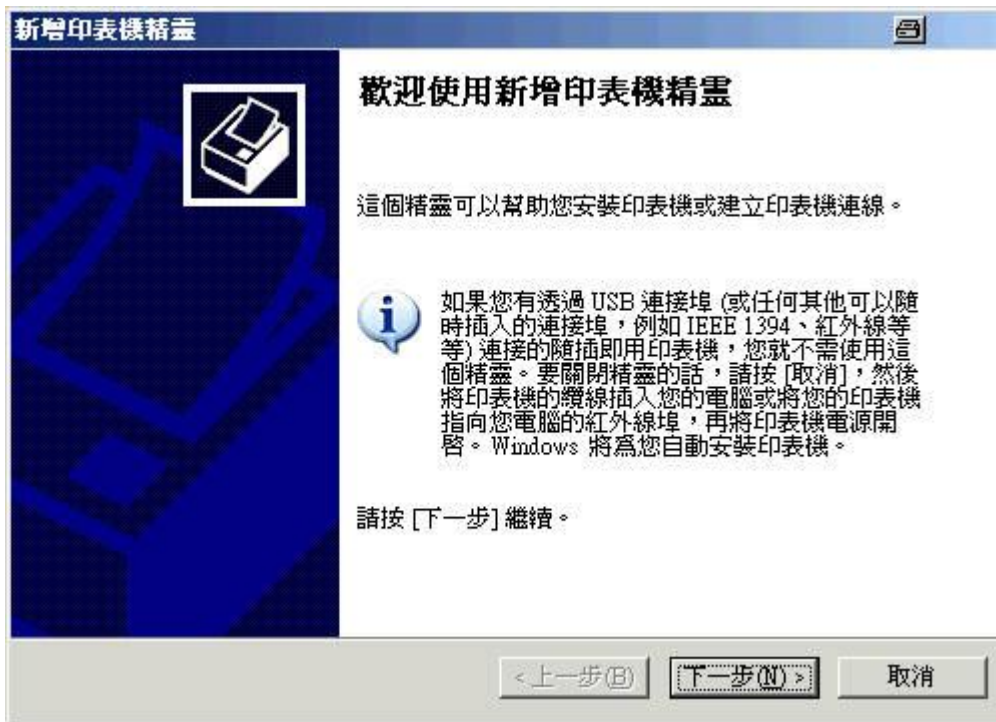 新增印表機精靈
歡迎使用新增印表機精靈
這個精靈可以幫助您安裝印表機或建立印表機連線。
如果您有透過 USB 連接埠 (或任何其他可以隨
時插入的連接埠，例如 IEEE 1394、紅外線等
等) 連接的隨插即用印表機，您就不需使用這
個精靈。要關閉精靈的話，請按 [取消]，然後
將印表機的纜線插入您的電腦或將您的印表機
指向您電腦的紅外線埠，再將印表機電源開
啓。Windows 將為您自動安裝印表機。
請按 [下一步] 繼續。
< 上一步(B) 下一步(N) > 取消